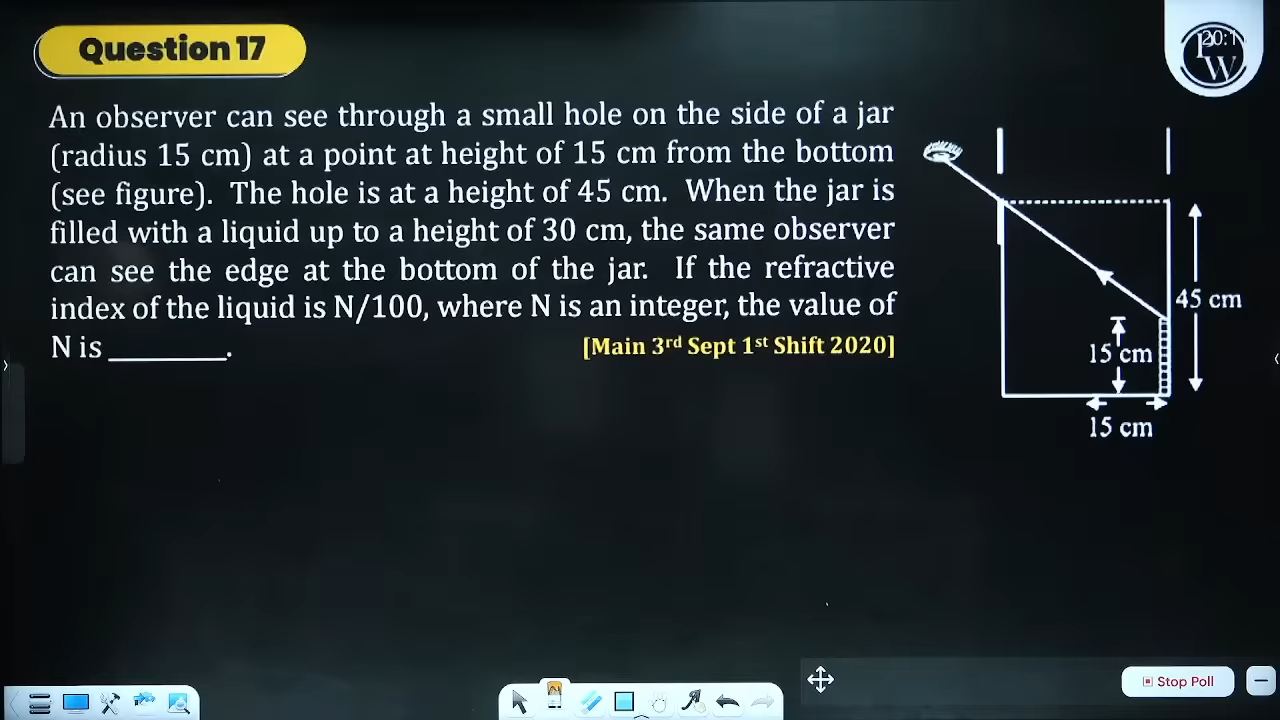 Question 17
20:1
PW
An observer can see through a small hole on the side of a jar
(radius 15 cm) at a point at height of 15 cm from the bottom
(see figure). The hole is at a height of 45 cm. When the jar is
filled with a liquid up to a height of 30 cm, the same observer
can see the edge at the bottom of the jar. If the refractive
index of the liquid is N/100, where N is an integer, the value of
N is ________.
[Main 3rd Sept 1st Shift 2020]
45 cm
15 cm
15 cm
Stop Poll